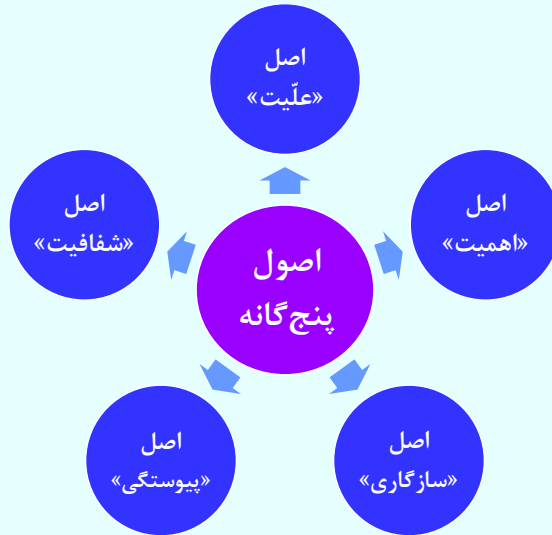 اصل
«علّیت»
اصل
«اهمیت»
اصل
«شفافیت»
اصول
پنج‌گانه
اصل
«سازگاری»
اصل
«پیوستگی»